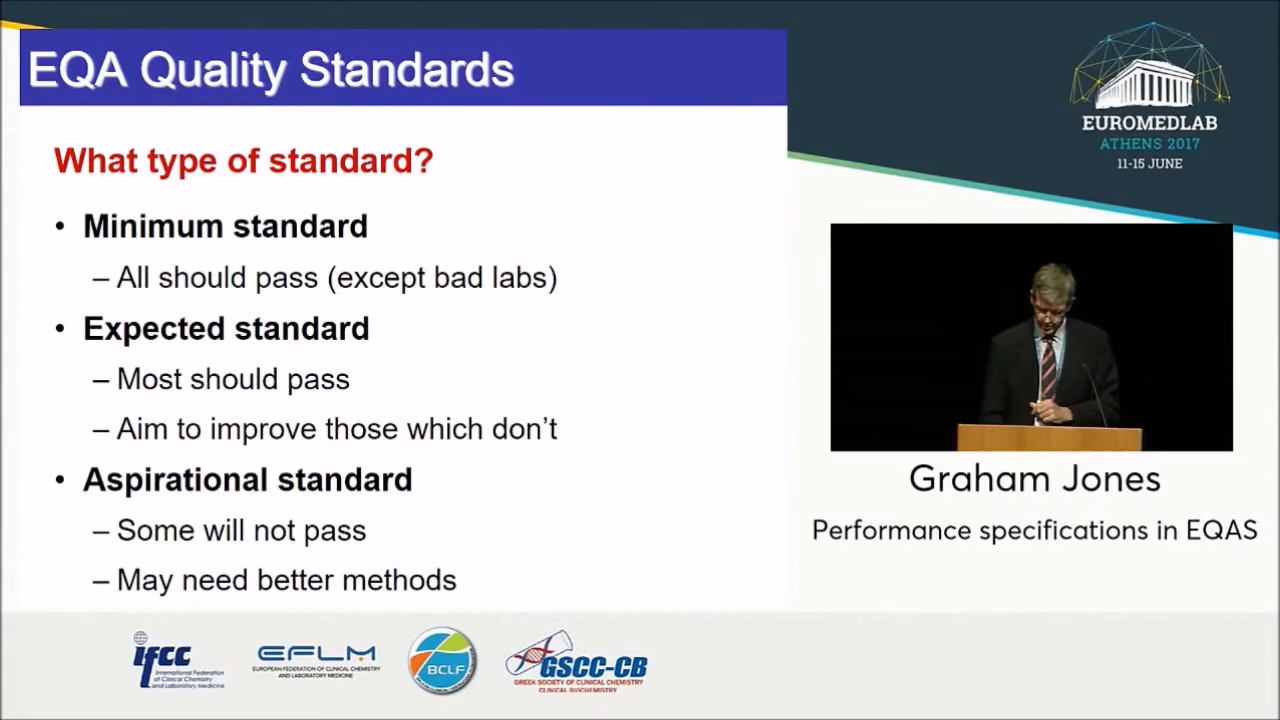 EQA Quality Standards
What type of standard?
• Minimum standard
– All should pass (except bad labs)
• Expected standard
– Most should pass
– Aim to improve those which don't
• Aspirational standard
– Some will not pass
– May need better methods
EUROMEDLAB
ATHENS 2017
11-15 JUNE
Graham Jones
Performance specifications in EQAS
ifcc
International Federation
of Clinical Chemistry
and Laboratory Medicine
EFLM
EUROPEAN FEDERATION OF CLINICAL CHEMISTRY
AND LABORATORY MEDICINE
BCLF
GSCC-CB
GREEK SOCIETY OF CLINICAL CHEMISTRY
CLINICAL BIOCHEMISTRY